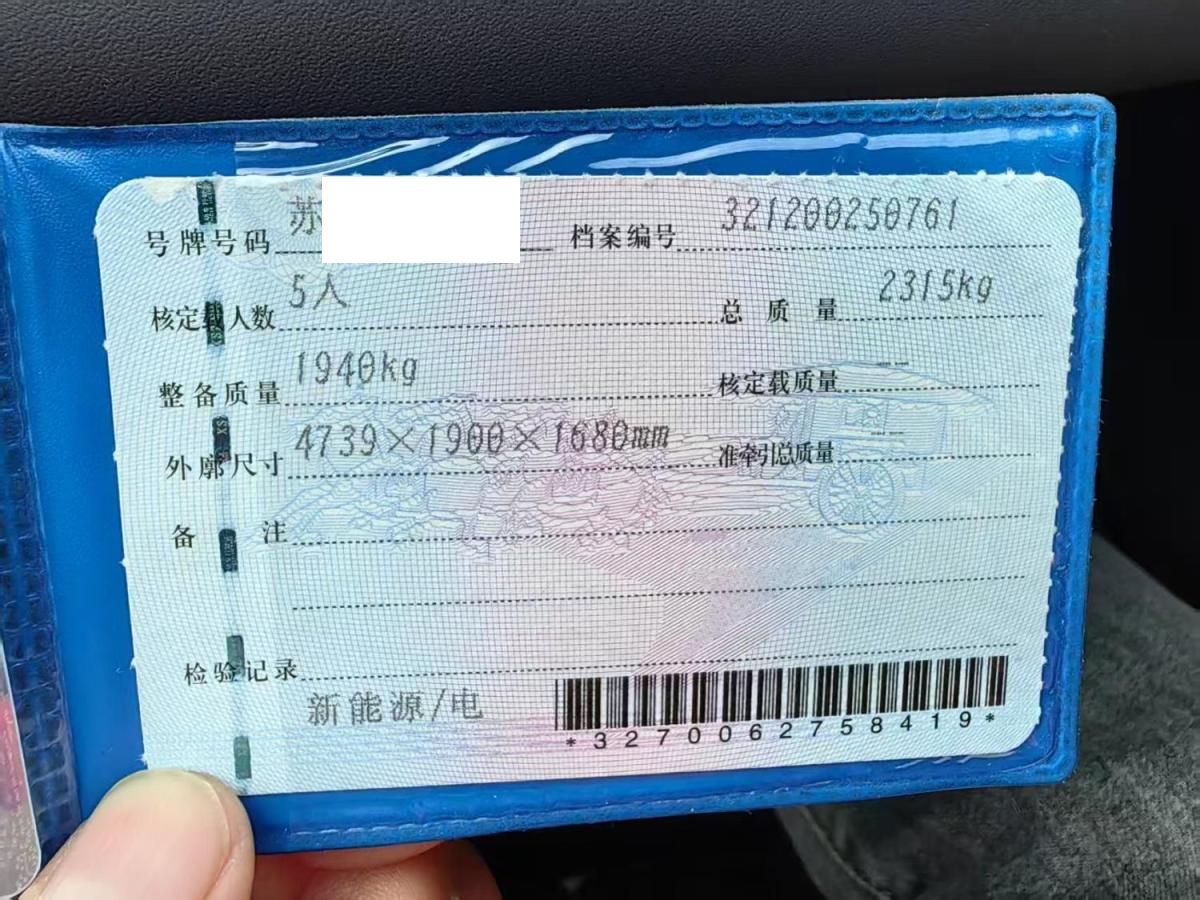 号牌号码 苏 档案编号 321200250761
核定载人数 5人 总质量 2315kg
整备质量 1940kg 核定载质量
外廓尺寸 4739×1900×1680mm 准牵引总质量
备注
检验记录
新能源/电
*3270062758419*